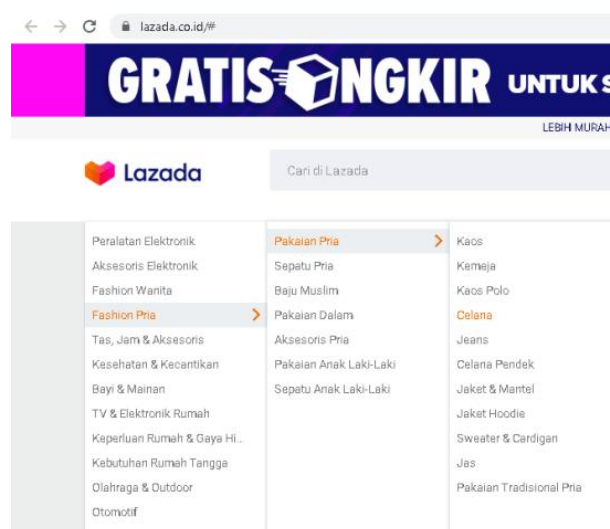 lazada.co.id/#
GRATIS ONGKIR UNTUK S
LEBIH MURAH
Lazada
Cari di Lazada
Peralatan Elektronik
Aksesoris Elektronik
Fashion Wanita
Fashion Pria
Tas, Jam & Aksesoris
Kesehatan & Kecantikan
Bayi & Mainan
TV & Elektronik Rumah
Keperluan Rumah & Gaya Hi...
Kebutuhan Rumah Tangga
Olahraga & Outdoor
Otomotif
Pakaian Pria
Sepatu Pria
Baju Muslim
Pakaian Dalam
Aksesoris Pria
Pakaian Anak Laki-Laki
Sepatu Anak Laki-Laki
Kaos
Kemeja
Kaos Polo
Celana
Jeans
Celana Pendek
Jaket & Mantel
Jaket Hoodie
Sweater & Cardigan
Jas
Pakaian Tradisional Pria